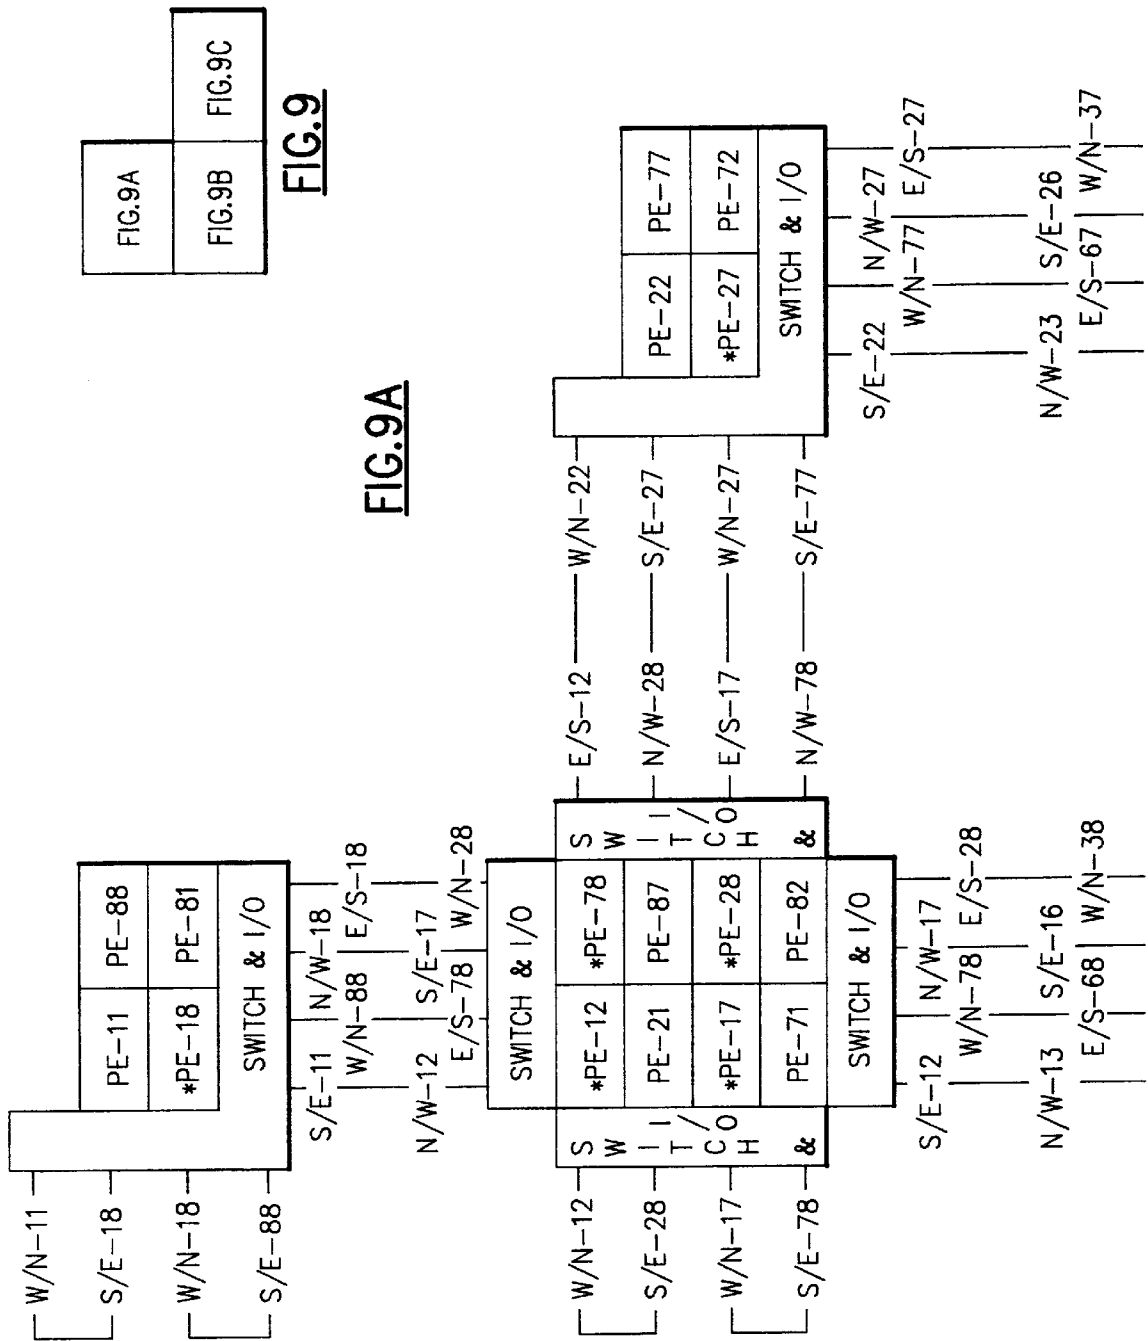 FIG.9A
FIG.9B FIG.9C
FIG.9
FIG.9A
PE-11 PE-88
*PE-18 PE-81
SWITCH & I/O
W/N-11
S/E-18
W/N-18
S/E-88
S/E-11 N/W-18
W/N-88 E/S-18
N/W-12 S/E-17
E/S-78 W/N-28
SWITCH & I/O
*PE-12 *PE-78
PE-21 PE-87
*PE-17 *PE-28
PE-71 PE-82
SWITCH & I/O
SWITCH & I/O
SWITCH & I/O
W/N-12
S/E-28
W/N-17
S/E-78
E/S-12 W/N-22
N/W-28 S/E-27
E/S-17 W/N-27
N/W-78 S/E-77
PE-22 PE-77
*PE-27 PE-72
SWITCH & I/O
S/E-22 N/W-27
W/N-77 E/S-27
N/W-23 S/E-26
E/S-67 W/N-37
S/E-12 N/W-17
W/N-78 E/S-28
N/W-13 S/E-16
E/S-68 W/N-38